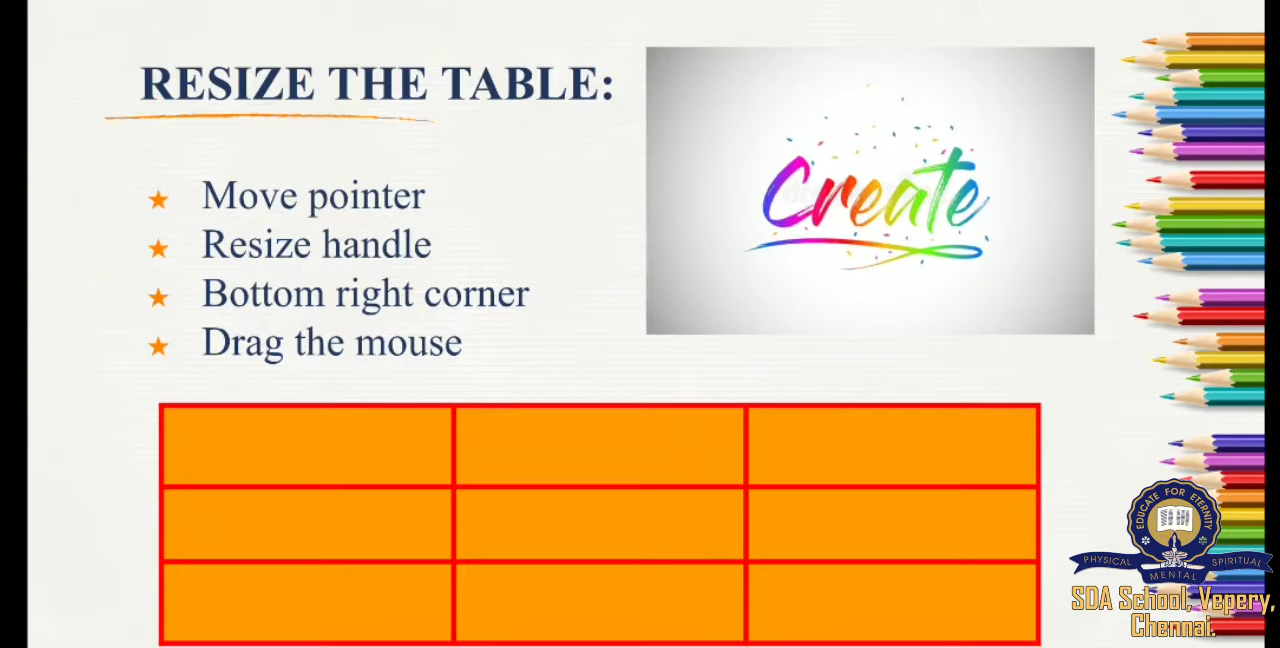 RESIZE THE TABLE:
Move pointer
Resize handle
Bottom right corner
Drag the mouse
Create
EDUCATE FOR ETERNITY
PHYSICAL
MENTAL
SPIRITUAL
SDA School, Vepery,
Chennai.